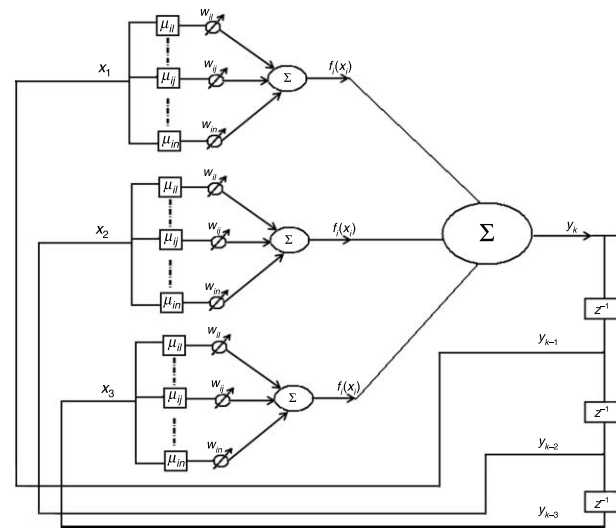 μil wil
x1 μij wij Σ fi(xi)
μin win
μil wil
x2 μij wij Σ fi(xi) Σ yk
μin win
z⁻¹
μil wil yk–1
x3 μij wij Σ fi(xi) z⁻¹
μin win yk–2
z⁻¹
yk–3